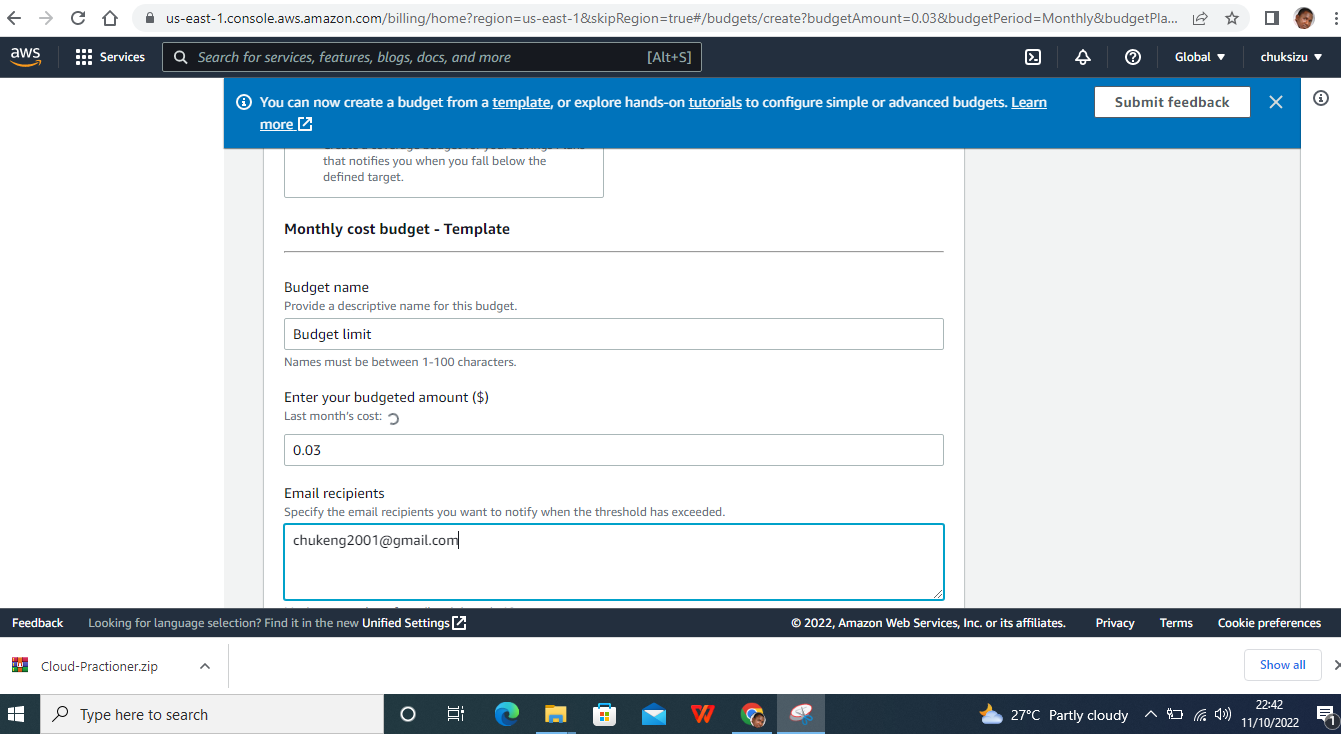 us-east-1.console.aws.amazon.com/billing/home?region=us-east-1&skipRegion=true#/budgets/create?budgetAmount=0.03&budgetPeriod=Monthly&budgetPla...
aws
Services
Search for services, features, blogs, docs, and more
[Alt+S]
Global
chuksizu
You can now create a budget from a template, or explore hands-on tutorials to configure simple or advanced budgets. Learn
more
Submit feedback
that notifies you when you fall below the
defined target.
Monthly cost budget - Template
Budget name
Provide a descriptive name for this budget.
Budget limit
Names must be between 1-100 characters.
Enter your budgeted amount ($)
Last month's cost:
0.03
Email recipients
Specify the email recipients you want to notify when the threshold has exceeded.
chukeng2001@gmail.com
Feedback
Looking for language selection? Find it in the new Unified Settings
© 2022, Amazon Web Services, Inc. or its affiliates.
Privacy
Terms
Cookie preferences
Cloud-Practioner.zip
Show all
Type here to search
27°C Partly cloudy
22:42
11/10/2022
1